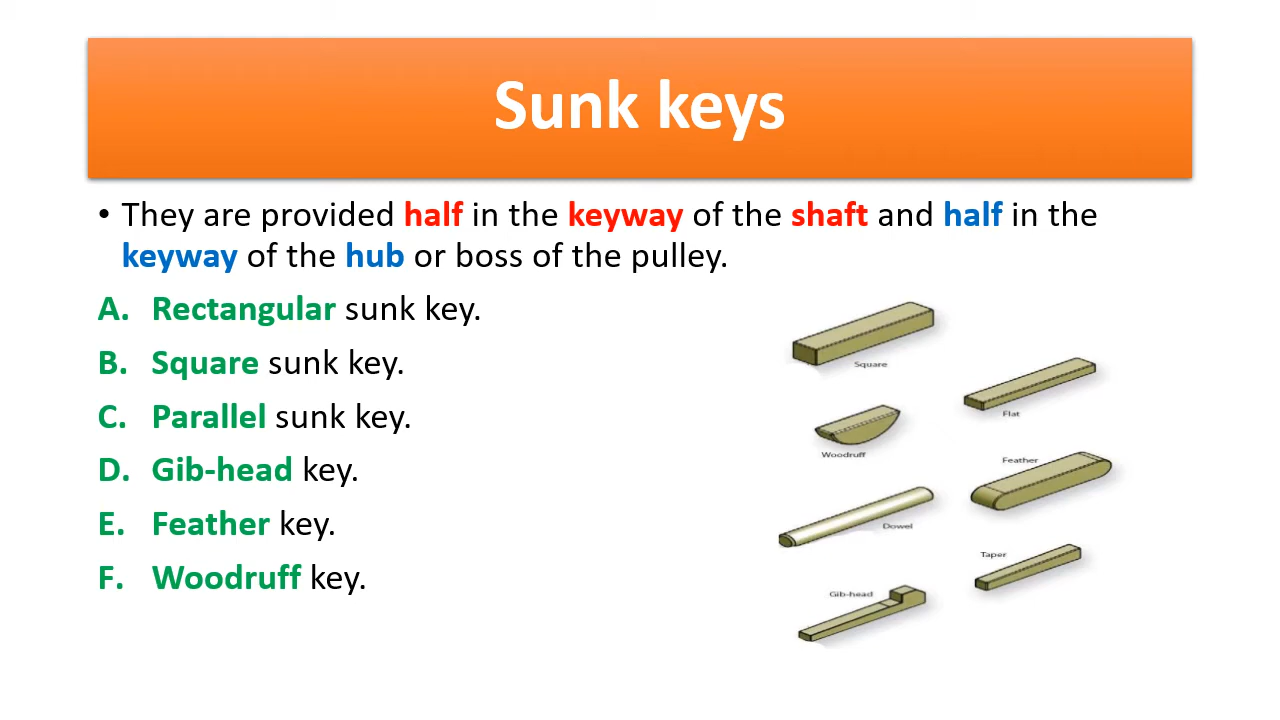 Sunk keys
• They are provided half in the keyway of the shaft and half in the
keyway of the hub or boss of the pulley.
A. Rectangular sunk key.
B. Square sunk key.
C. Parallel sunk key.
D. Gib-head key.
E. Feather key.
F. Woodruff key.
Square
Flat
Woodruff
Feather
Dowel
Taper
Gib-head